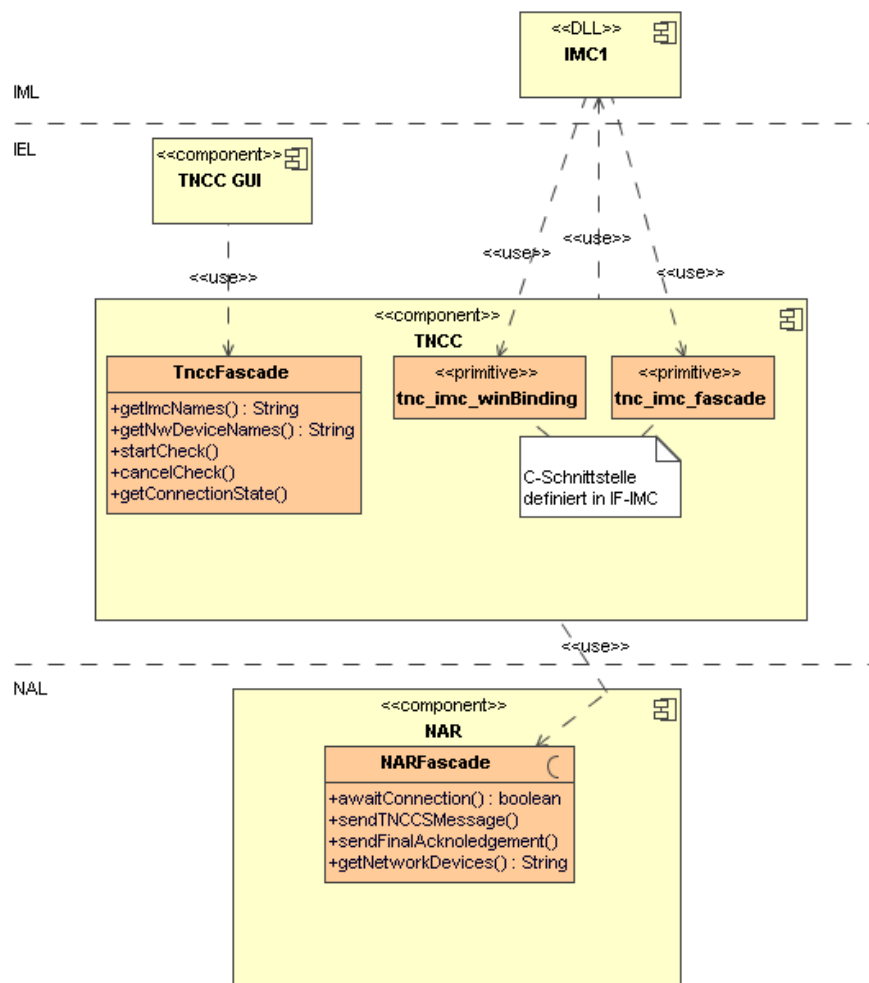 <<DLL>>
IMC1
IML
IEL
<<component>>
TNCC GUI
<<use>>
<<use>>
<<use>>
<<use>>
<<component>>
TNCC
TnccFascade
+getImcNames() : String
+getNwDeviceNames() : String
+startCheck()
+cancelCheck()
+getConnectionState()
<<primitive>>
tnc_imc_winBinding
<<primitive>>
tnc_imc_fascade
C-Schnittstelle
definiert in IF-IMC
<<use>>
NAL
<<component>>
NAR
NARFascade
+awaitConnection() : boolean
+sendTNCCSMessage()
+sendFinalAcknoledgement()
+getNetworkDevices() : String